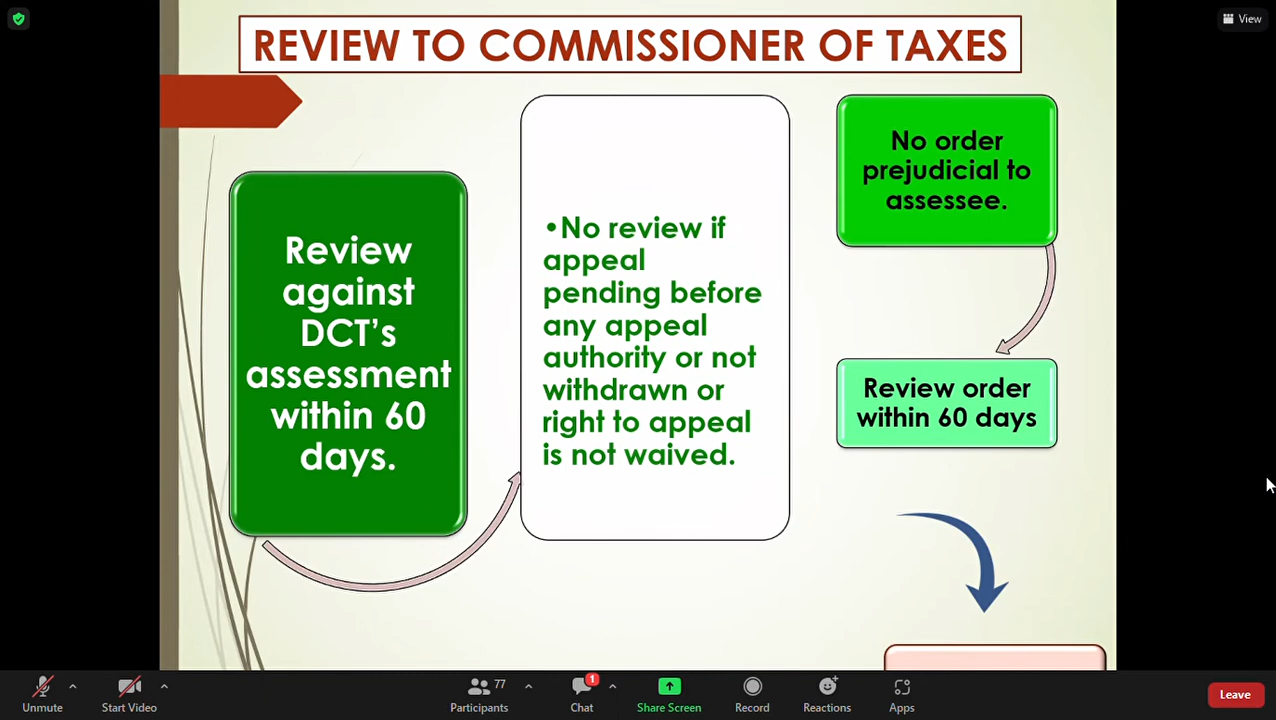 View
REVIEW TO COMMISSIONER OF TAXES
Review
against
DCT's
assessment
within 60
days.
•No review if
appeal
pending before
any appeal
authority or not
withdrawn or
right to appeal
is not waived.
No order
prejudicial to
assessee.
Review order
within 60 days
Unmute
Start Video
77
Participants
1
Chat
Share Screen
Record
Reactions
Apps
Leave